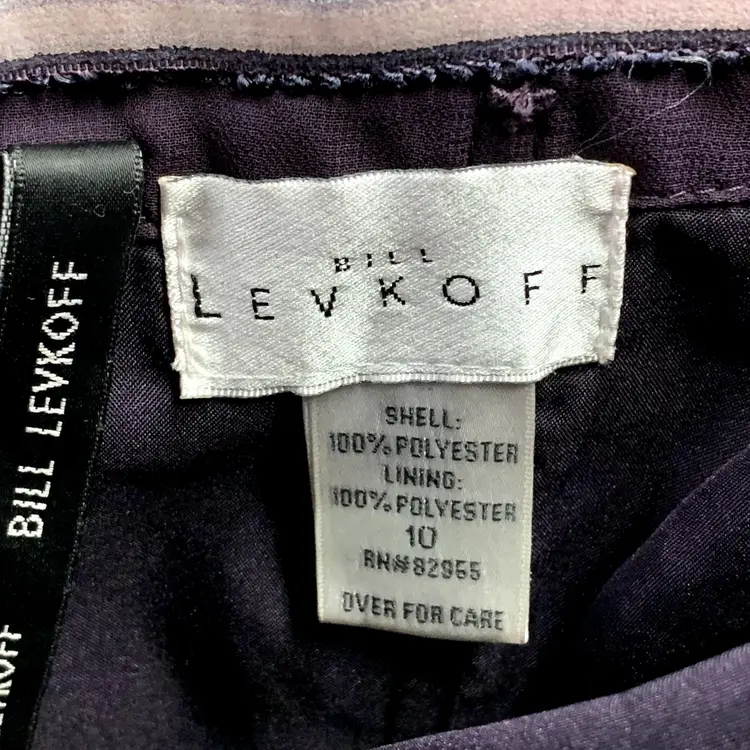 BILL LEVKOFF
BILL
LEVKOFF
SHELL:
100% POLYESTER
LINING:
100% POLYESTER
10
RN#82955
OVER FOR CARE